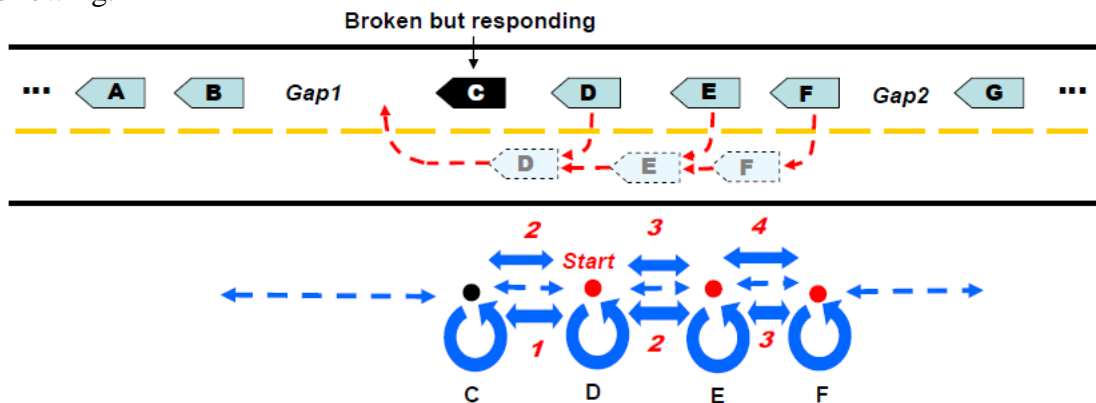 Broken but responding
... A B Gap1 C D E F Gap2 G ...
D E F
2 3 4
Start
1 2 3
C D E F